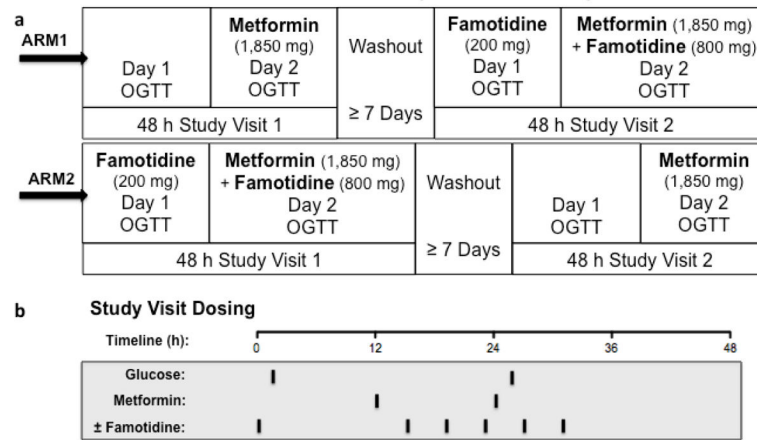 a
ARM1
Day 1
OGTT
Metformin
(1,850 mg)
Day 2
OGTT
48 h Study Visit 1
Washout
≥ 7 Days
Famotidine
(200 mg)
Day 1
OGTT
Metformin (1,850 mg)
+ Famotidine (800 mg)
Day 2
OGTT
48 h Study Visit 2
ARM2
Famotidine
(200 mg)
Day 1
OGTT
Metformin (1,850 mg)
+ Famotidine (800 mg)
Day 2
OGTT
48 h Study Visit 1
Washout
≥ 7 Days
Day 1
OGTT
Metformin
(1,850 mg)
Day 2
OGTT
48 h Study Visit 2
b Study Visit Dosing
Timeline (h): 0 12 24 36 48
Glucose:
Metformin:
± Famotidine: